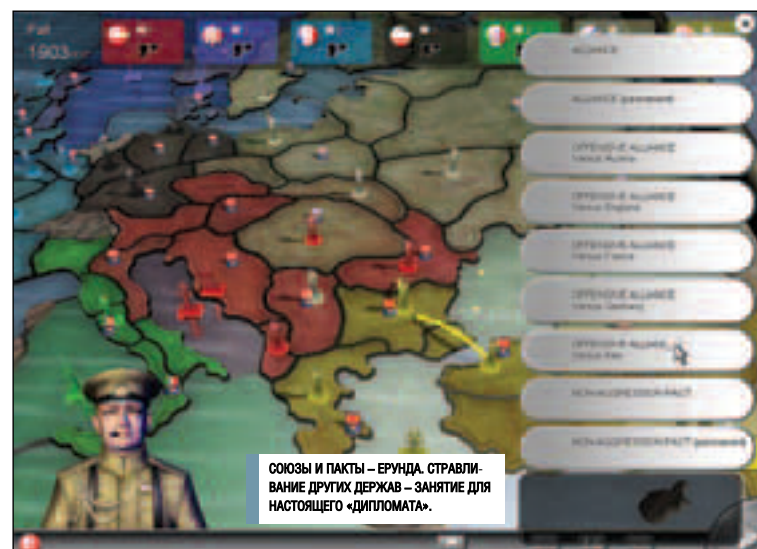 Fall
1903
ALLIANCE
ALLIANCE (permanent)
OFFENSIVE ALLIANCE
Versus Austria
OFFENSIVE ALLIANCE
Versus England
OFFENSIVE ALLIANCE
Versus France
OFFENSIVE ALLIANCE
Versus Germany
OFFENSIVE ALLIANCE
Versus Italy
NON-AGGRESSION PACT
NON-AGGRESSION PACT (permanent)
СОЮЗЫ И ПАКТЫ – ЕРУНДА. СТРАВЛИ-
ВАНИЕ ДРУГИХ ДЕРЖАВ – ЗАНЯТИЕ ДЛЯ
НАСТОЯЩЕГО «ДИПЛОМАТА».